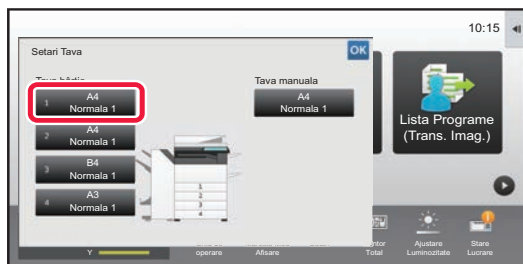 10:15
Setari Tava
OK
Tava hârtie
Tava manuala
1 A4
Normala 1
A4
Normala 1
2 A4
Normala 1
3 B4
Normala 1
4 A3
Normala 1
1
2
3
4
Lista Programe
(Trans. Imag.)
Y
operare
Afisare
Total
Ajustare
Luminozitate
Stare
Lucrare